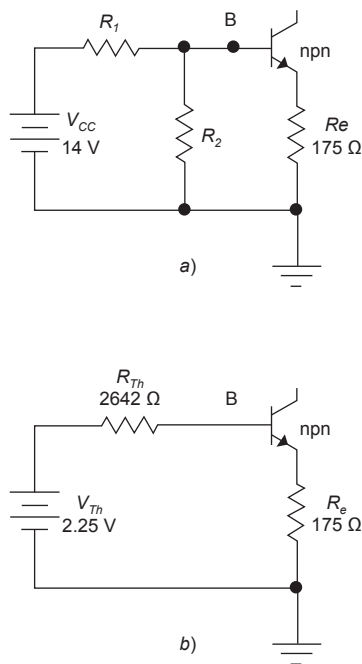 R1
B
npn
VCC
14 V
R2
Re
175 Ω
a)
RTh
2642 Ω
B
npn
VTh
2.25 V
Re
175 Ω
b)